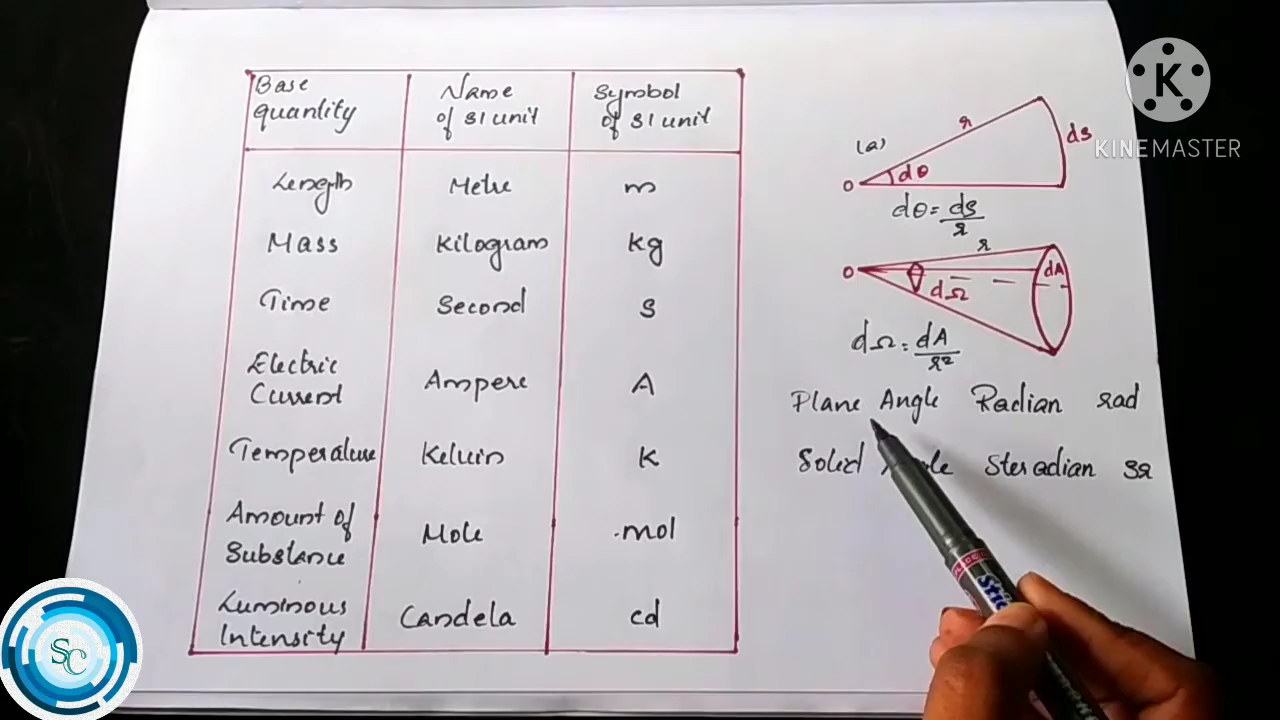 Base quantity
Name of SI unit
Symbol of SI unit
Length Metre m
Mass Kilogram kg
Time Second s
Electric Current Ampere A
Temperature Kelvin K
Amount of Substance Mole mol
Luminous Intensity Candela cd
K
KINEMASTER
(a)
r
ds
dθ
O
dθ = ds/r
r
O
dA
dΩ
dΩ = dA/r²
Plane Angle Radian rad
Solid Steradian sr
SC
Stic